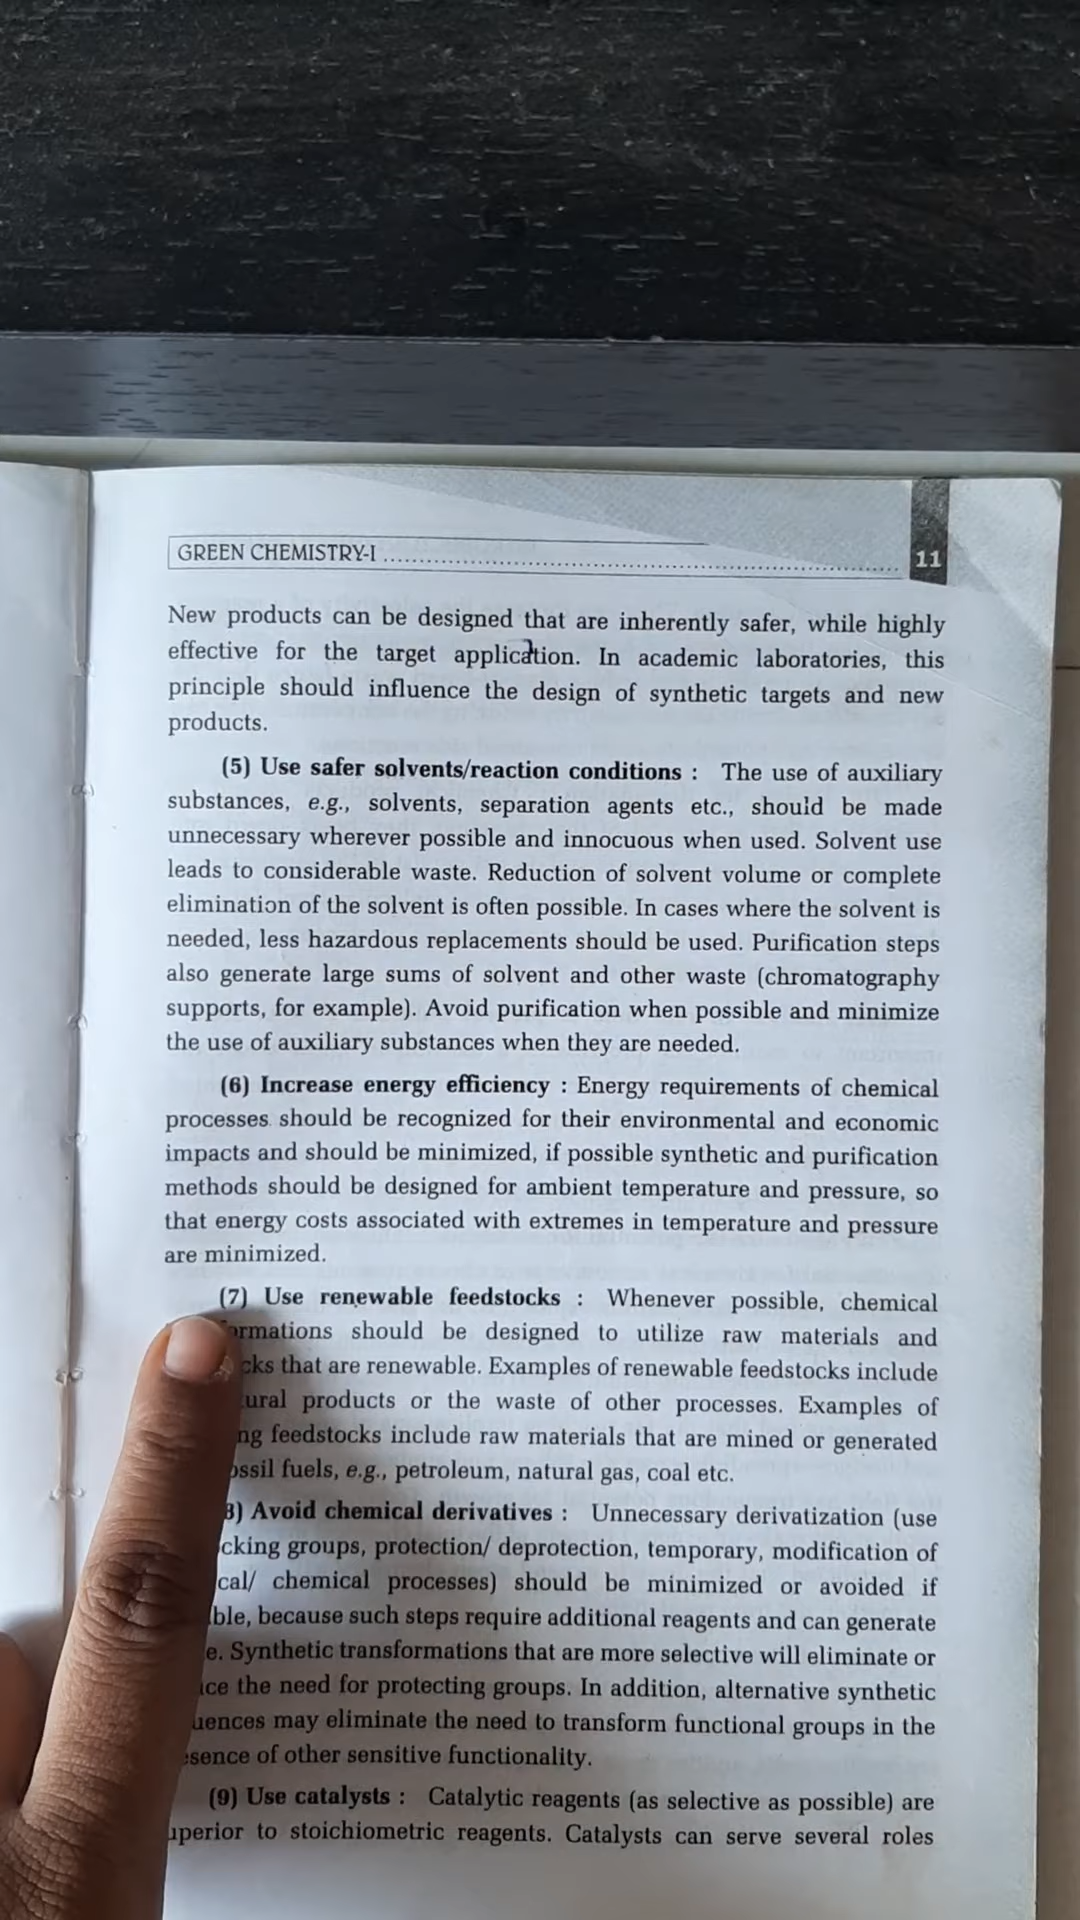 GREEN CHEMISTRY-I
11
New products can be designed that are inherently safer, while highly
effective for the target application. In academic laboratories, this
principle should influence the design of synthetic targets and new
products.
(5) Use safer solvents/reaction conditions : The use of auxiliary
substances, e.g., solvents, separation agents etc., should be made
unnecessary wherever possible and innocuous when used. Solvent use
leads to considerable waste. Reduction of solvent volume or complete
elimination of the solvent is often possible. In cases where the solvent is
needed, less hazardous replacements should be used. Purification steps
also generate large sums of solvent and other waste (chromatography
supports, for example). Avoid purification when possible and minimize
the use of auxiliary substances when they are needed.
(6) Increase energy efficiency : Energy requirements of chemical
processes should be recognized for their environmental and economic
impacts and should be minimized, if possible synthetic and purification
methods should be designed for ambient temperature and pressure, so
that energy costs associated with extremes in temperature and pressure
are minimized.
(7) Use renewable feedstocks : Whenever possible, chemical
ormations should be designed to utilize raw materials and
cks that are renewable. Examples of renewable feedstocks include
ural products or the waste of other processes. Examples of
ng feedstocks include raw materials that are mined or generated
ossil fuels, e.g., petroleum, natural gas, coal etc.
8) Avoid chemical derivatives : Unnecessary derivatization (use
cking groups, protection/ deprotection, temporary, modification of
cal/ chemical processes) should be minimized or avoided if
ble, because such steps require additional reagents and can generate
e. Synthetic transformations that are more selective will eliminate or
ice the need for protecting groups. In addition, alternative synthetic
uences may eliminate the need to transform functional groups in the
esence of other sensitive functionality.
(9) Use catalysts : Catalytic reagents (as selective as possible) are
uperior to stoichiometric reagents. Catalysts can serve several roles